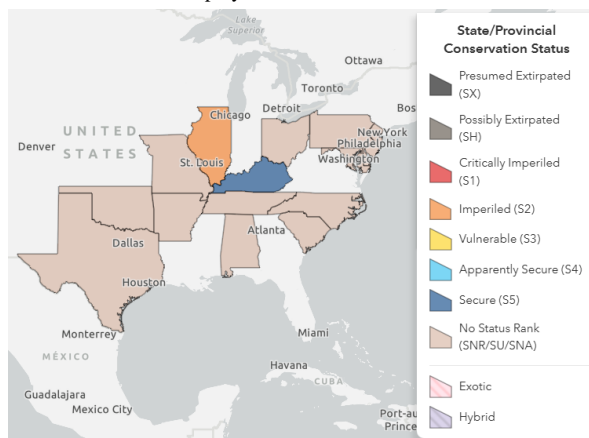 Lake
Superior
Ottawa
Toronto
Chicago
Detroit
Bos
UNITED
STATES
New York
Philadelphia
Denver
St. Louis
Washington
Atlanta
Dallas
Houston
Monterrey
Miami
MÉXICO
Havana
CUBA
Guadalajara
Mexico City
Port-au
Prince
State/Provincial
Conservation Status
Presumed Extirpated
(SX)
Possibly Extirpated
(SH)
Critically Imperiled
(S1)
Imperiled (S2)
Vulnerable (S3)
Apparently Secure (S4)
Secure (S5)
No Status Rank
(SNR/SU/SNA)
Exotic
Hybrid